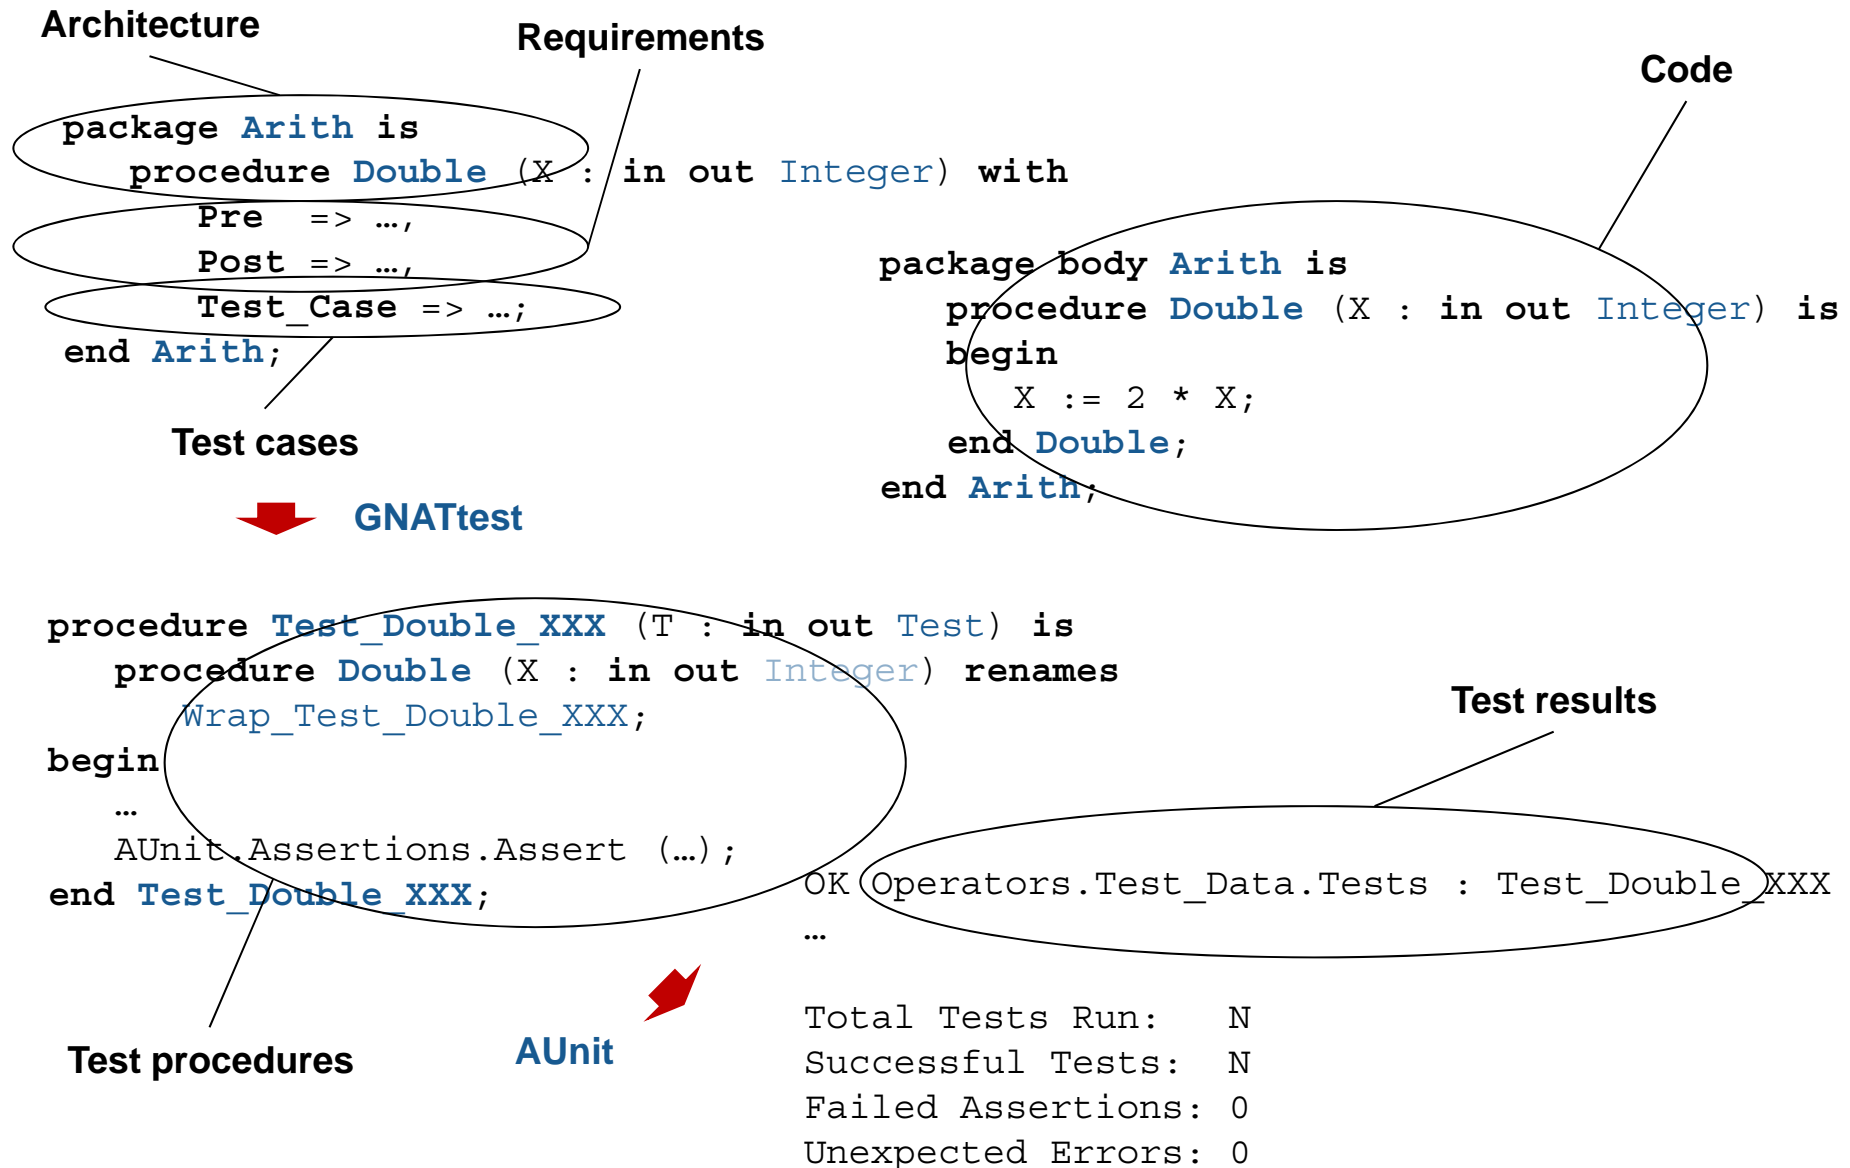 Architecture
Requirements
Code
package Arith is
procedure Double (X : in out Integer) with
Pre => …,
Post => …,
Test_Case => …;
end Arith;
Test cases
package body Arith is
procedure Double (X : in out Integer) is
begin
X := 2 * X;
end Double;
end Arith;
GNATtest
procedure Test_Double_XXX (T : in out Test) is
procedure Double (X : in out Integer) renames
Wrap_Test_Double_XXX;
begin
…
AUnit.Assertions.Assert (…);
end Test_Double_XXX;
Test procedures
AUnit
Test results
OK Operators.Test_Data.Tests : Test_Double_XXX
…
Total Tests Run: N
Successful Tests: N
Failed Assertions: 0
Unexpected Errors: 0